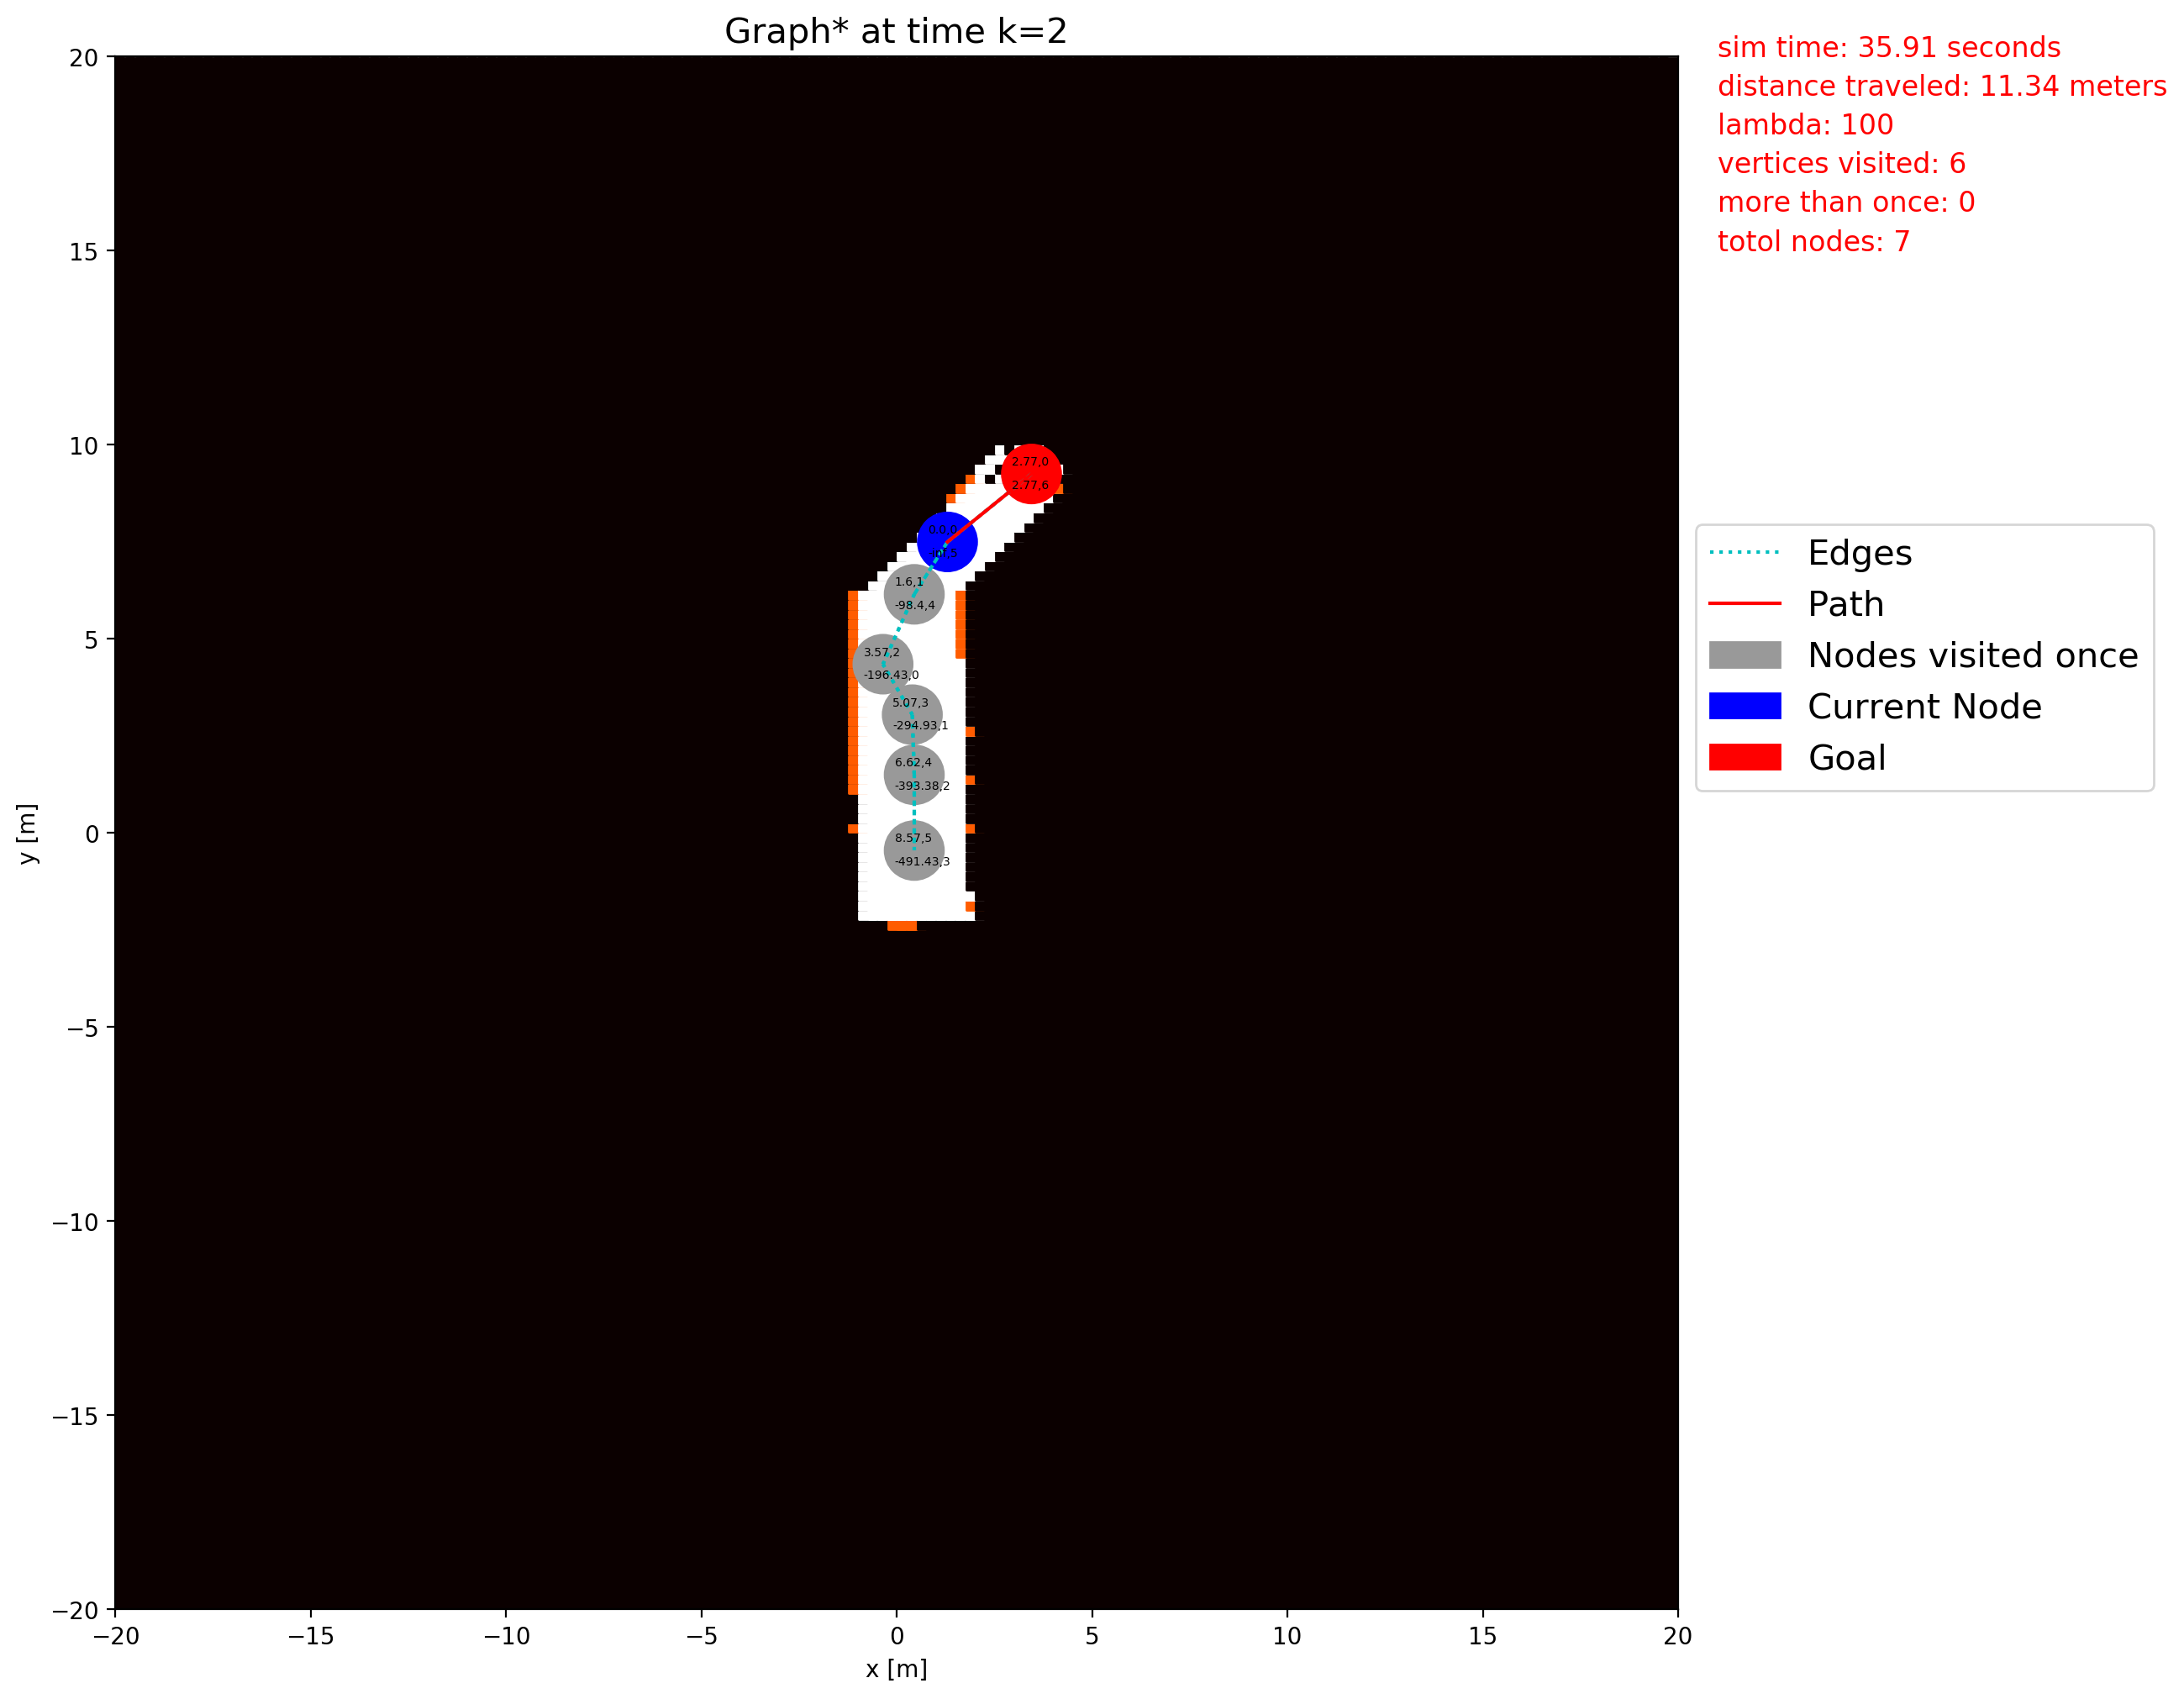 Graph* at time k=2
sim time: 35.91 seconds
distance traveled: 11.34 meters
lambda: 100
vertices visited: 6
more than once: 0
totol nodes: 7
20
15
10
5
0
−5
−10
−15
−20
y [m]
2.77,0
2.77,6
0.0,0
1.6,1
-98.4,4
3.57,2
-196.43,0
5.07,3
-294.93,1
6.62,4
-393.38,2
8.57,5
-491.43,3
Edges
Path
Nodes visited once
Current Node
Goal
−20
−15
−10
−5
0
5
10
15
20
x [m]